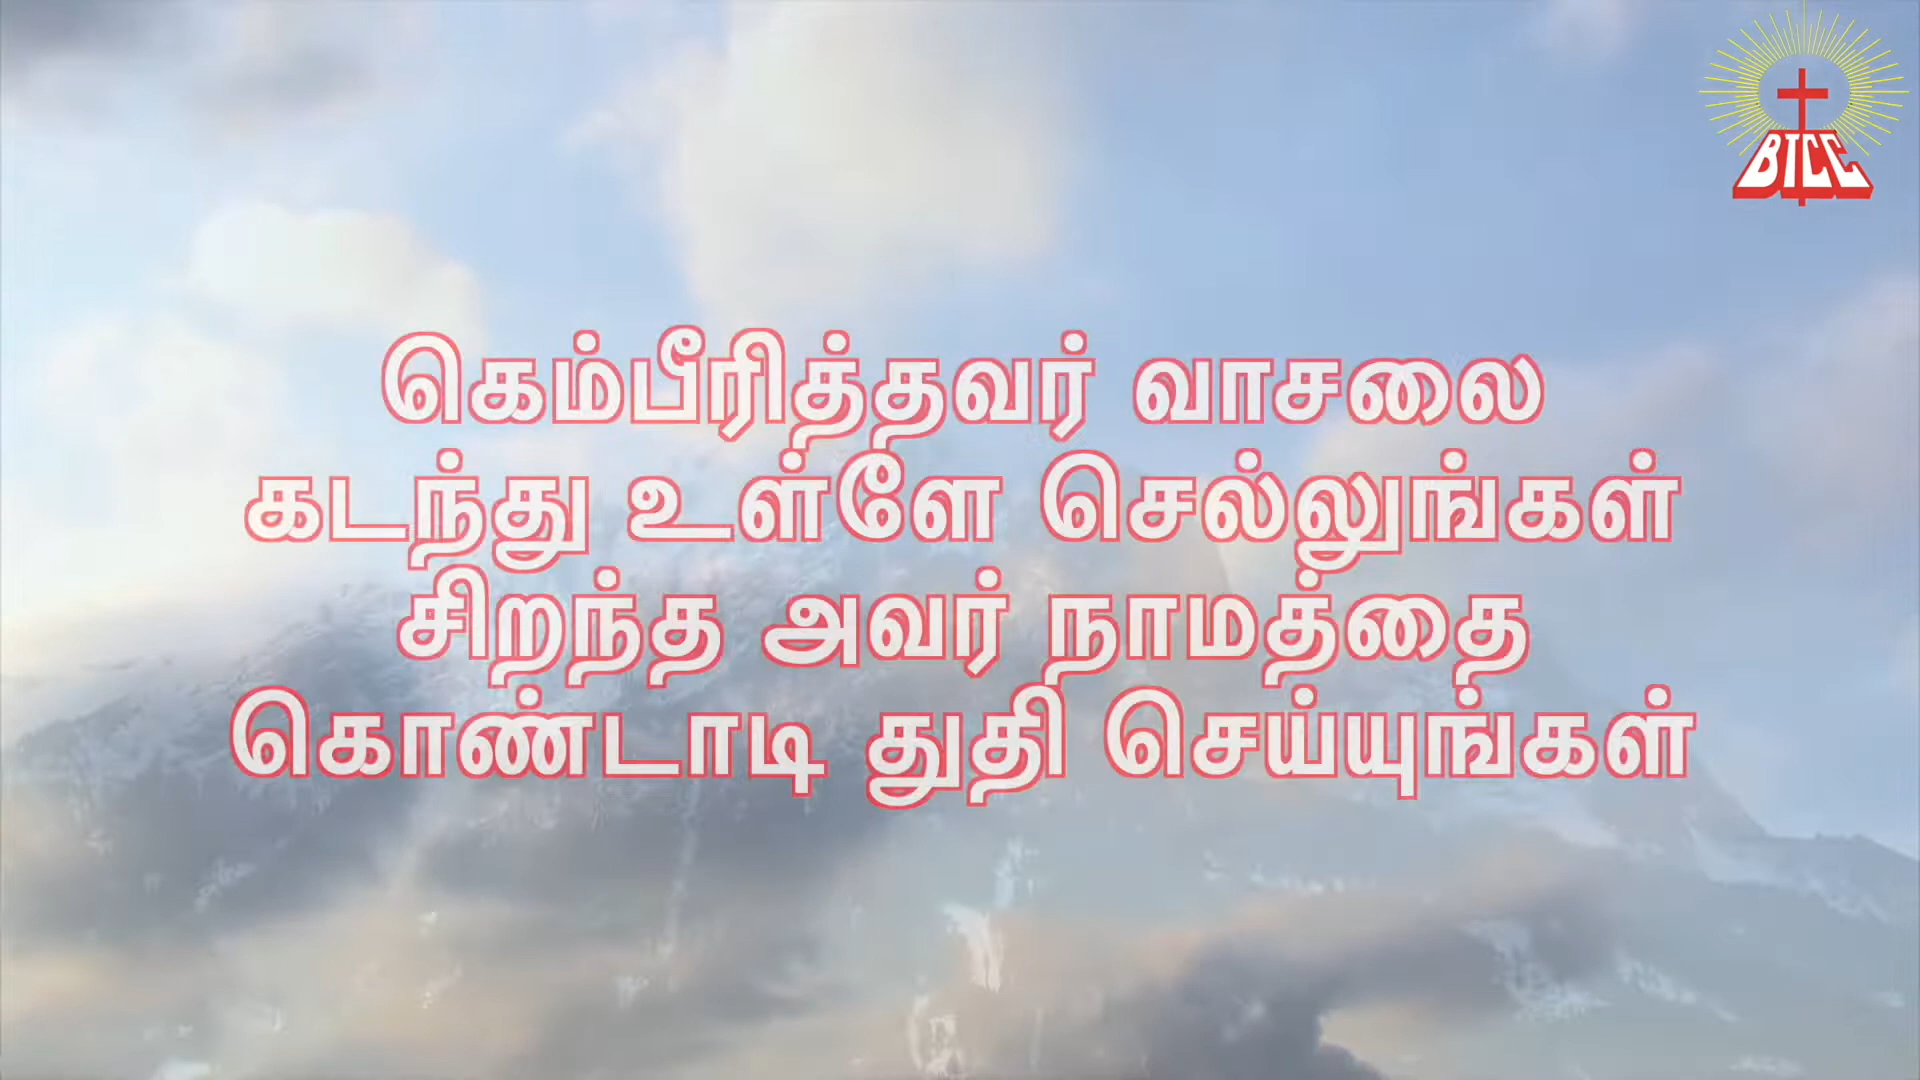 BTCC
கெம்பீரித்தவர் வாசலை
கடந்து உள்ளே செல்லுங்கள்
சிறந்த அவர் நாமத்தை
கொண்டாடி துதி செய்யுங்கள்